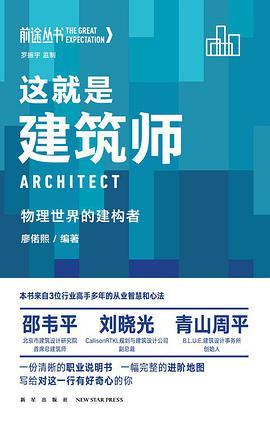 前途丛书 THE GREAT
EXPECTATION
罗振宇 监制
这就是
建筑师
ARCHITECT
物理世界的建构者
廖偌熙 / 编著
本书来自3位行业高手多年的从业智慧和心法
邵韦平 刘晓光 青山周平
北京市建筑设计研究院 CallisonRTKL规划与建筑设计公司 B.L.U.E.建筑设计事务所
首席总建筑师 副总裁 创始人
一份清晰的职业说明书 一幅完整的进阶地图
写给对这一行有好奇心的你
新星出版社 NEW STAR PRESS